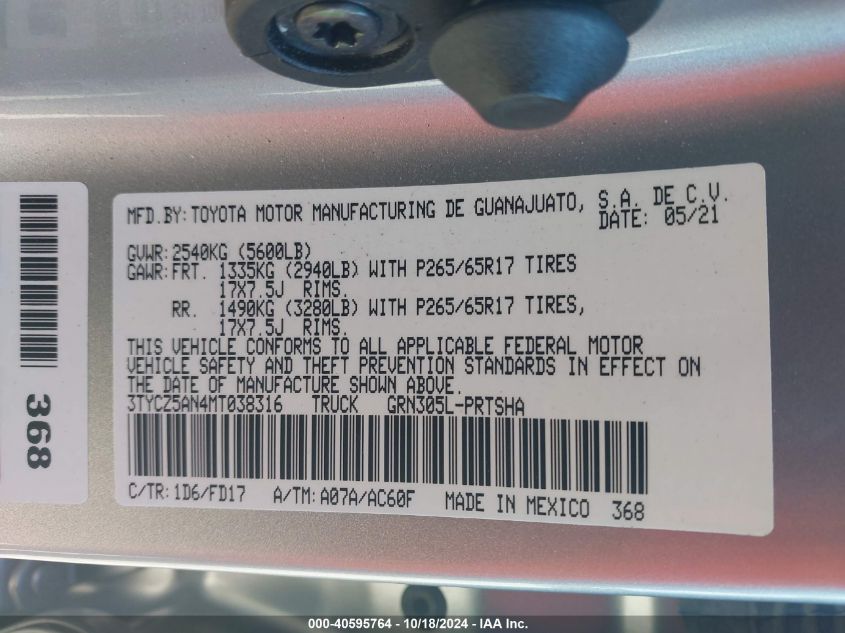 MFD.BY:TOYOTA MOTOR MANUFACTURING DE GUANAJUATO, S.A. DE C.V.
DATE: 05/21
GVWR:2540KG (5600LB)
GAWR:FRT. 1335KG (2940LB) WITH P265/65R17 TIRES
17X7.5J RIMS.
RR. 1490KG (3280LB) WITH P265/65R17 TIRES,
17X7.5J RIMS.
THIS VEHICLE CONFORMS TO ALL APPLICABLE FEDERAL MOTOR
VEHICLE SAFETY AND THEFT PREVENTION STANDARDS IN EFFECT ON
THE DATE OF MANUFACTURE SHOWN ABOVE.
3TYCZ5AN4MT038316 TRUCK GRN305L-PRTSHA
C/TR:1D6/FD17 A/TM:A07A/AC60F MADE IN MEXICO 368
368
000-40595764 - 10/18/2024 - IAA Inc.